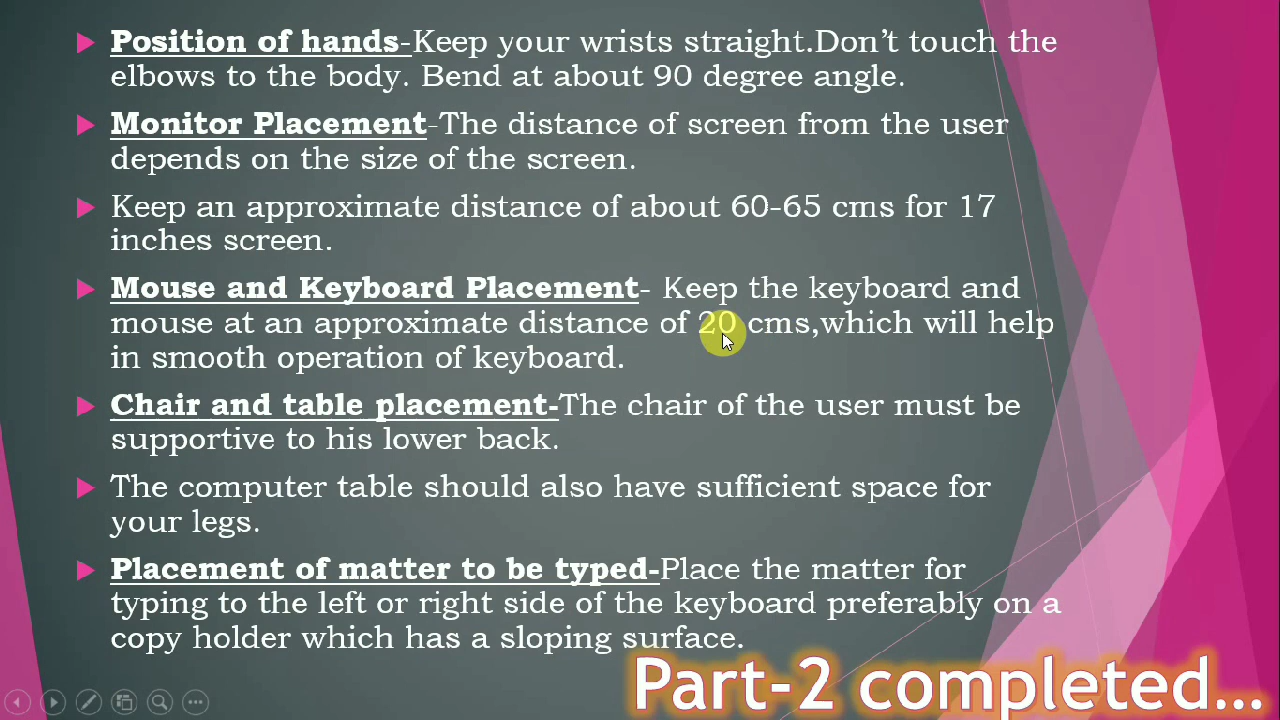 Position of hands-Keep your wrists straight.Don't touch the
elbows to the body. Bend at about 90 degree angle.
Monitor Placement-The distance of screen from the user
depends on the size of the screen.
Keep an approximate distance of about 60-65 cms for 17
inches screen.
Mouse and Keyboard Placement- Keep the keyboard and
mouse at an approximate distance of 20 cms,which will help
in smooth operation of keyboard.
Chair and table placement-The chair of the user must be
supportive to his lower back.
The computer table should also have sufficient space for
your legs.
Placement of matter to be typed-Place the matter for
typing to the left or right side of the keyboard preferably on a
copy holder which has a sloping surface.
Part-2 completed...